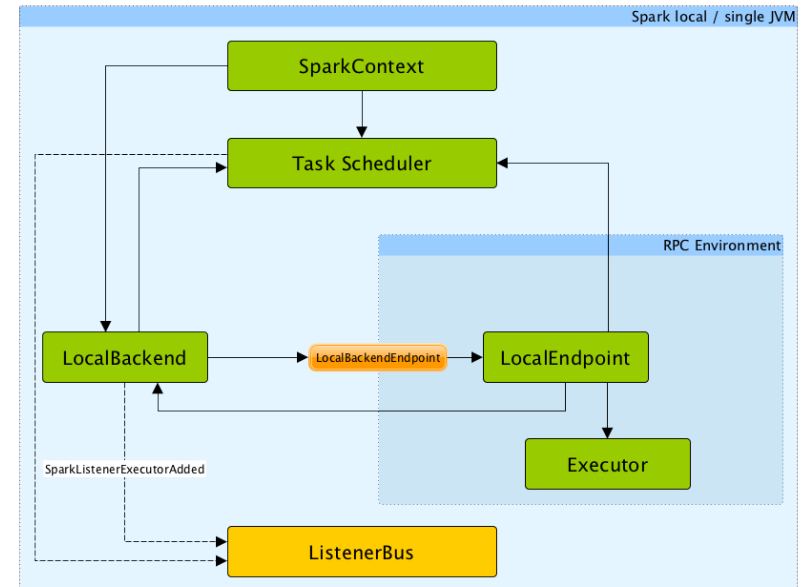 Spark local / single JVM
SparkContext
Task Scheduler
RPC Environment
LocalBackend
LocalBackendEndpoint
LocalEndpoint
SparkListenerExecutorAdded
Executor
ListenerBus